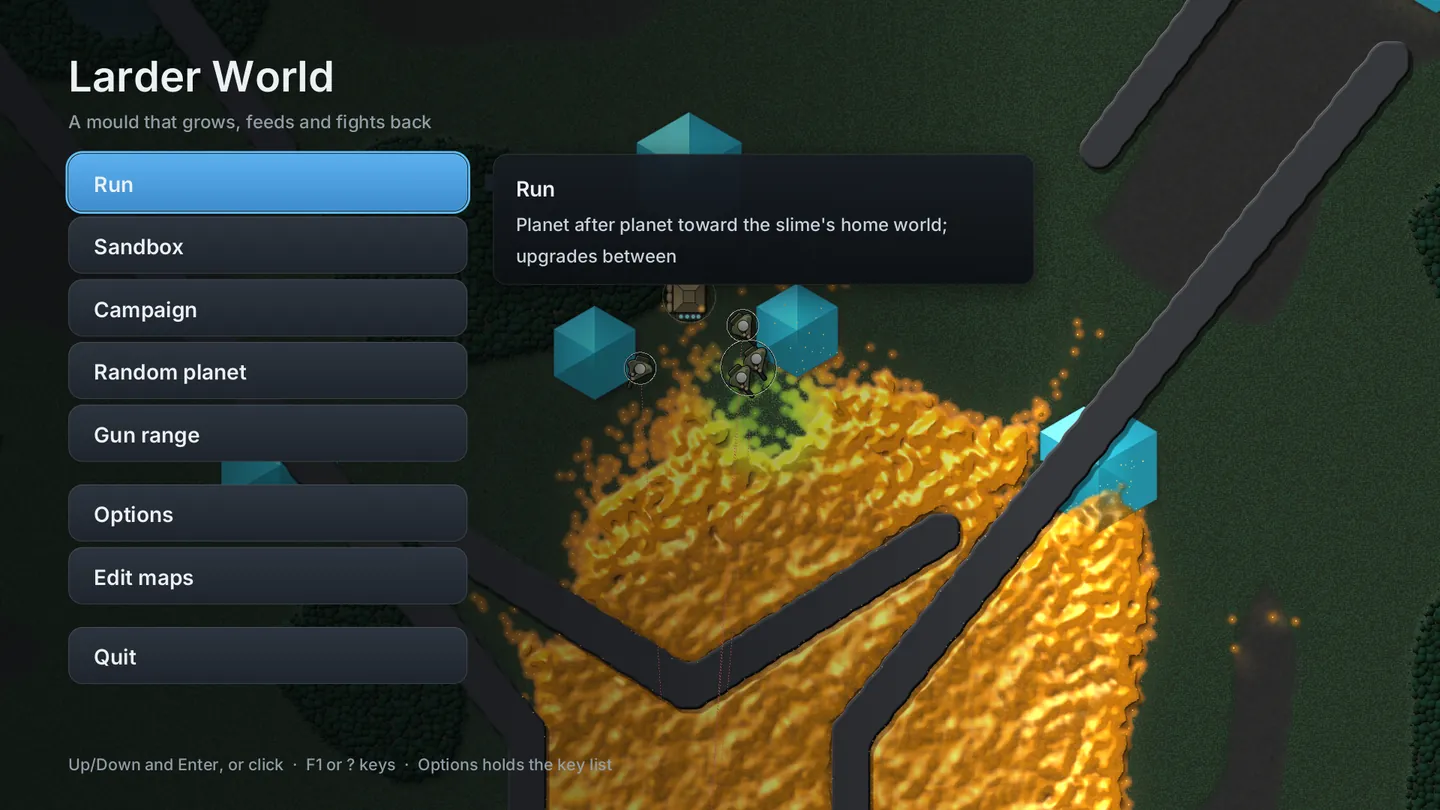 Larder World
A mould that grows, feeds and fights back
Run
Sandbox
Campaign
Random planet
Gun range
Options
Edit maps
Quit
Run
Planet after planet toward the slime's home world;
upgrades between
Up/Down and Enter, or click · F1 or ? keys · Options holds the key list